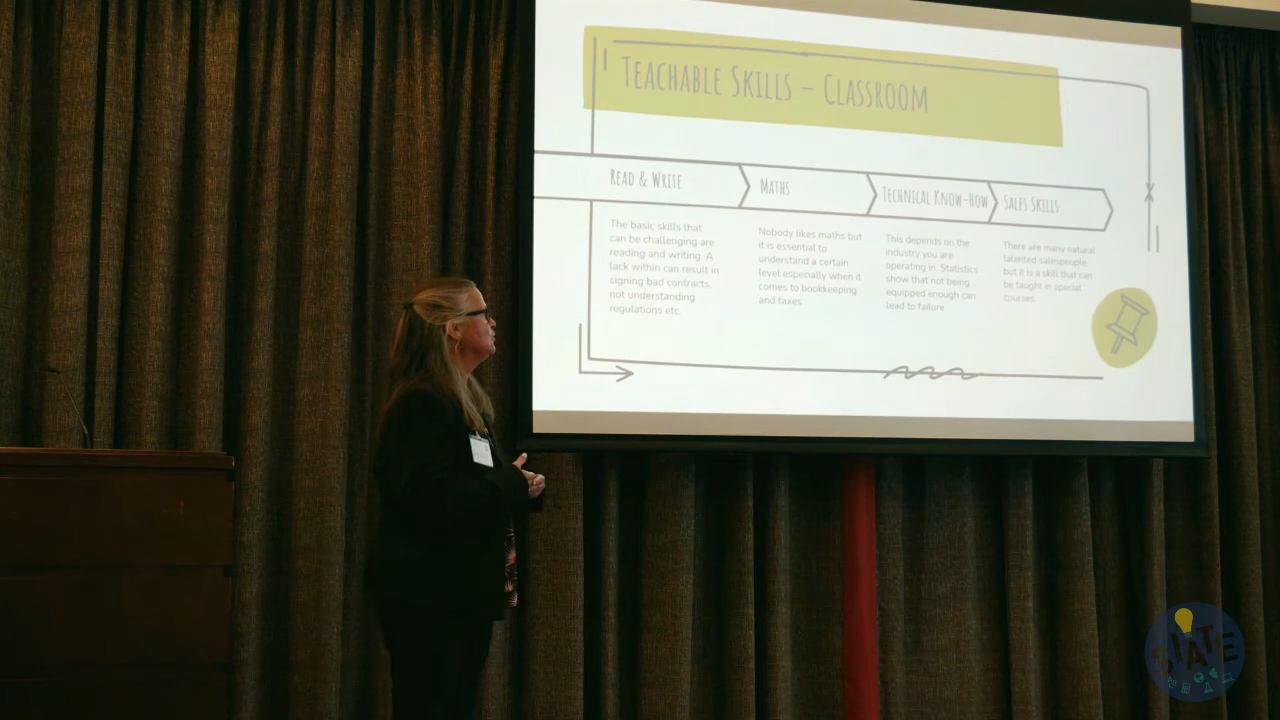 TEACHABLE SKILLS – CLASSROOM
READ & WRITE
MATHS
TECHNICAL KNOW-HOW
SALES SKILLS
The basic skills that
can be challenging are
reading and writing. A
lack within can result in
signing bad contracts,
not understanding
regulations etc.
Nobody likes maths but
it is essential to
understand a certain
level especially when it
comes to bookkeeping
and taxes
This depends on the
industry you are
operating in. Statistics
show that not being
equipped enough can
lead to failure
There are many natural
talented salespeople
but it is a skill that can
be taught in special
courses.
STATE